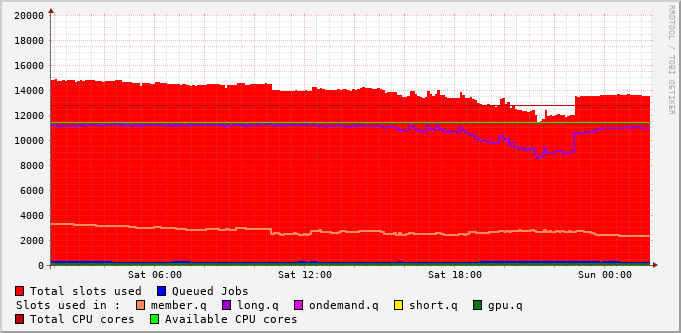 20000
18000
16000
14000
12000
10000
8000
6000
4000
2000
0
Sat 06:00 Sat 12:00 Sat 18:00 Sun 00:00
RRDTOOL / TOBI OETIKER
Total slots used Queued Jobs
Slots used in : member.q long.q ondemand.q short.q gpu.q
Total CPU cores Available CPU cores